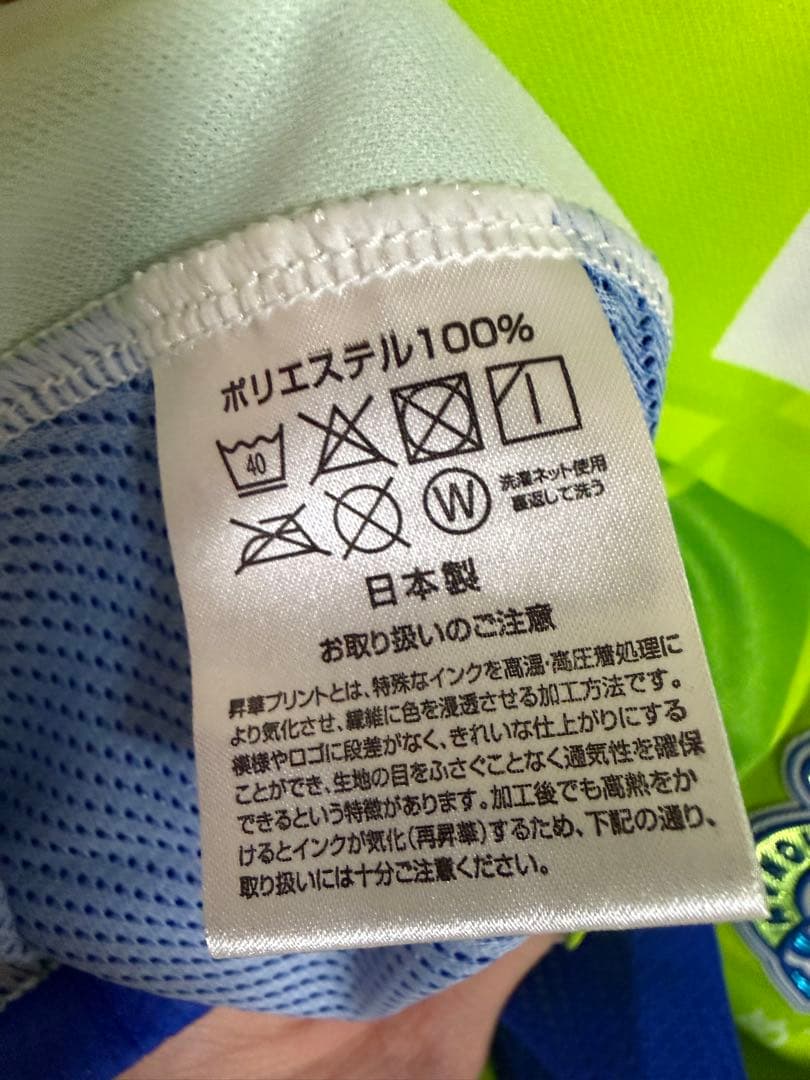 ポリエステル100%
40
W
洗濯ネット使用
裏返して洗う
日本製
お取り扱いのご注意
昇華プリントとは、特殊なインクを高温・高圧着処理に
より気化させ、繊維に色を浸透させる加工方法です。
模様やロゴに段差がなく、きれいな仕上がりにする
ことができ、生地の目をふさぐことなく通気性を確保
できるという特徴があります。加工後でも高熱をか
けるとインクが気化(再昇華)するため、下記の通り、
取り扱いには十分ご注意ください。